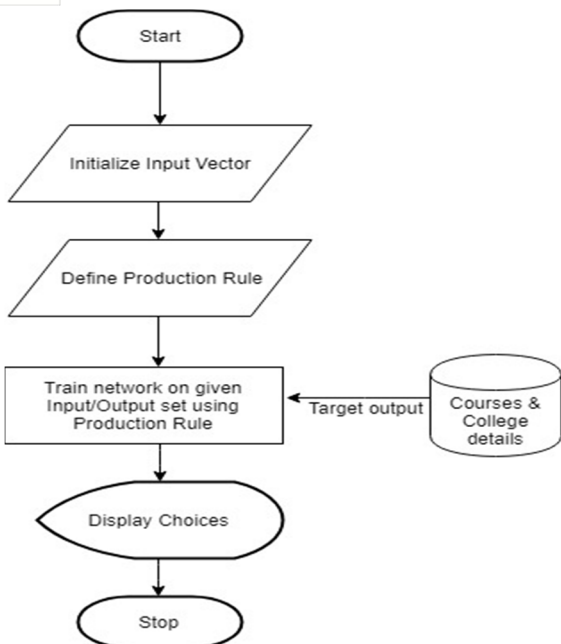 Start
Initialize Input Vector
Define Production Rule
Train network on given
Input/Output set using
Production Rule
Target output
Courses &
College
details
Display Choices
Stop